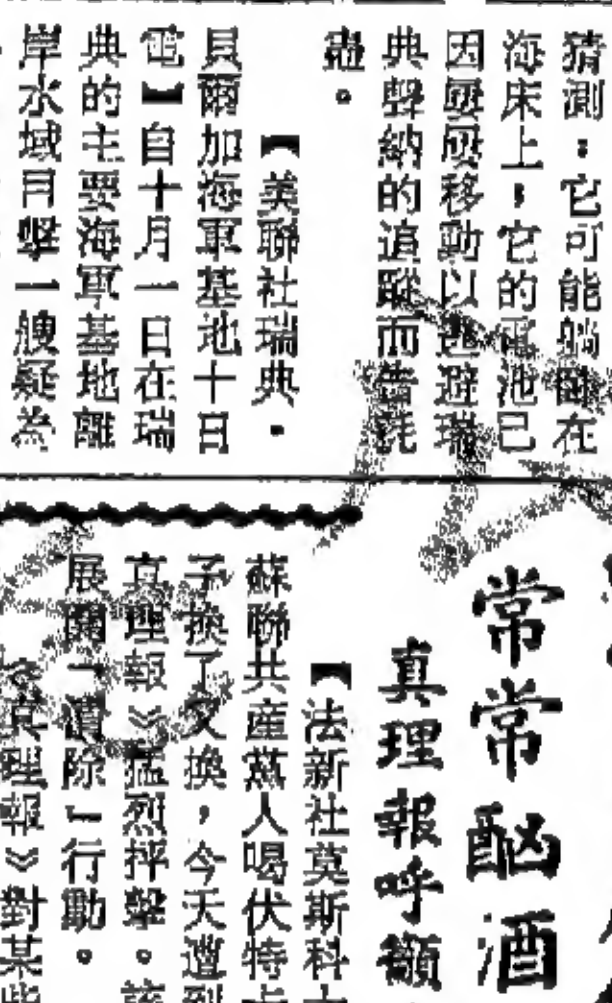 猜測：它可能躺臥在
海床上，它的電池已
因屢屢移動以逃避瑞
典聲納的追蹤而告耗
盡。
【美聯社瑞典・
貝爾加海軍基地十日
電】自十月一日在瑞
典的主要海軍基地離
岸水域目擊一艘疑為
常常酗酒
真理報呼籲
【法新社莫斯科
蘇聯共產黨人喝伏特
子換了又換，今天遭到
真理報》猛烈抨擊。該
展開「清除」行動。
《真理報》對某些